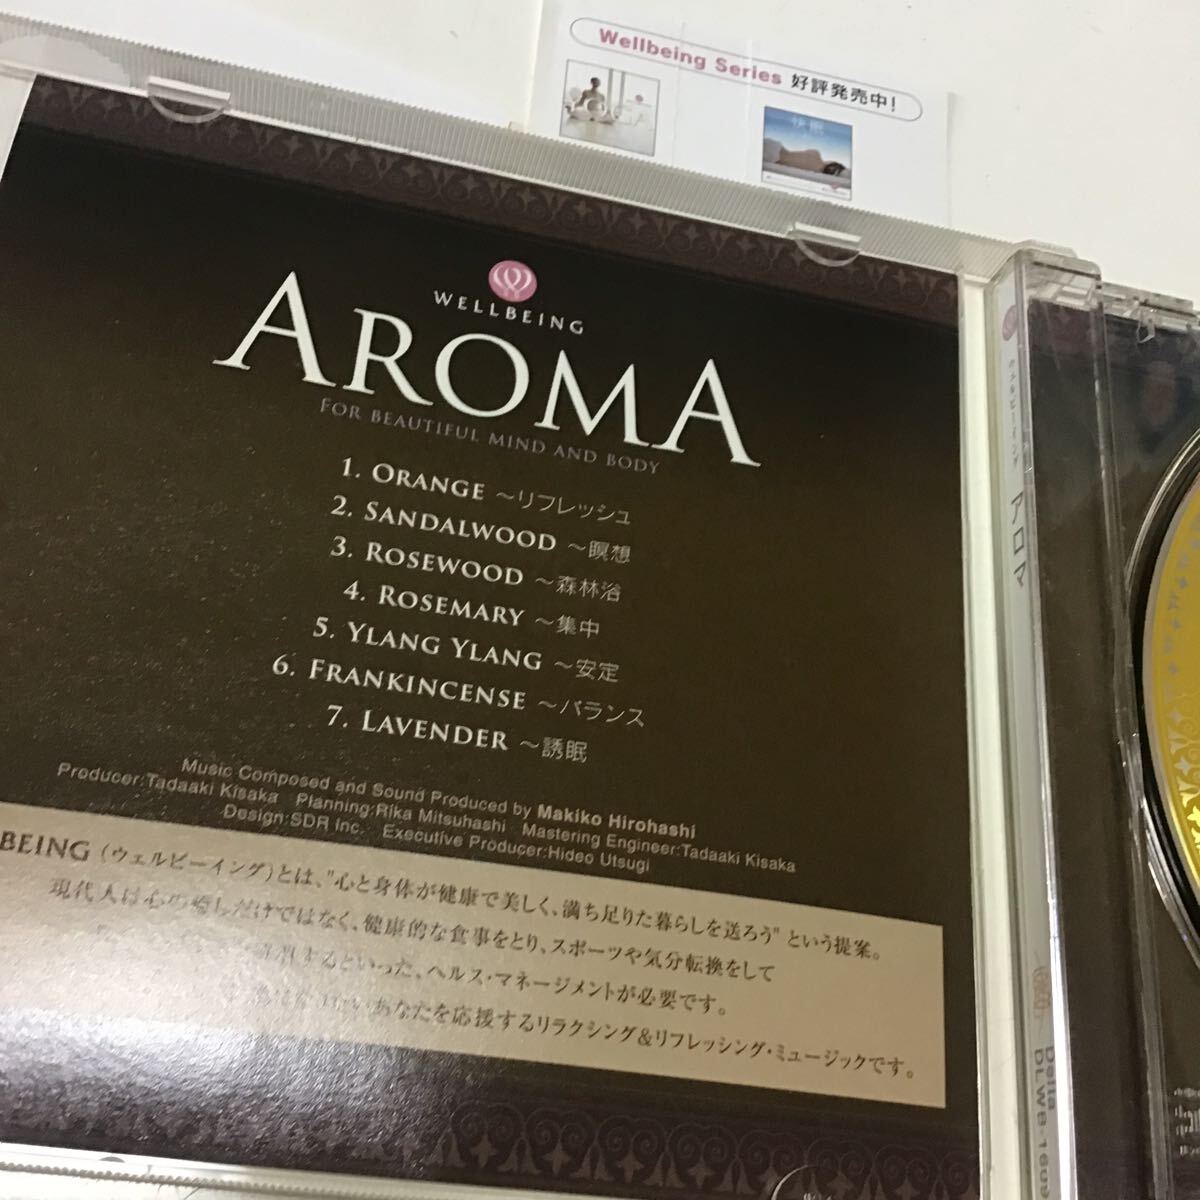 Wellbeing Series 好評発売中!
快眠
WELLBEING
AROMA
FOR BEAUTIFUL MIND AND BODY
1. ORANGE ～リフレッシュ
2. SANDALWOOD ～瞑想
3. ROSEWOOD ～森林浴
4. ROSEMARY ～集中
5. YLANG YLANG ～安定
6. FRANKINCENSE ～バランス
7. LAVENDER ～誘眠
Music Composed and Sound Produced by Makiko Hirohashi
Producer:Tadaaki Kisaka Planning:Rika Mitsuhashi Mastering Engineer:Tadaaki Kisaka
Design:SDR Inc. Executive Producer:Hideo Utsugi
BEING (ウェルビーイング)とは、"心と身体が健康で美しく、満ち足りた暮らしを送ろう" という提案。
現代人は心の癒しだけではなく、健康的な食事をとり、スポーツや気分転換をして
するといった、ヘルス・マネージメントが必要です。
あなたを応援するリラクシング&リフレッシング・ミュージックです。
アロマ
Della